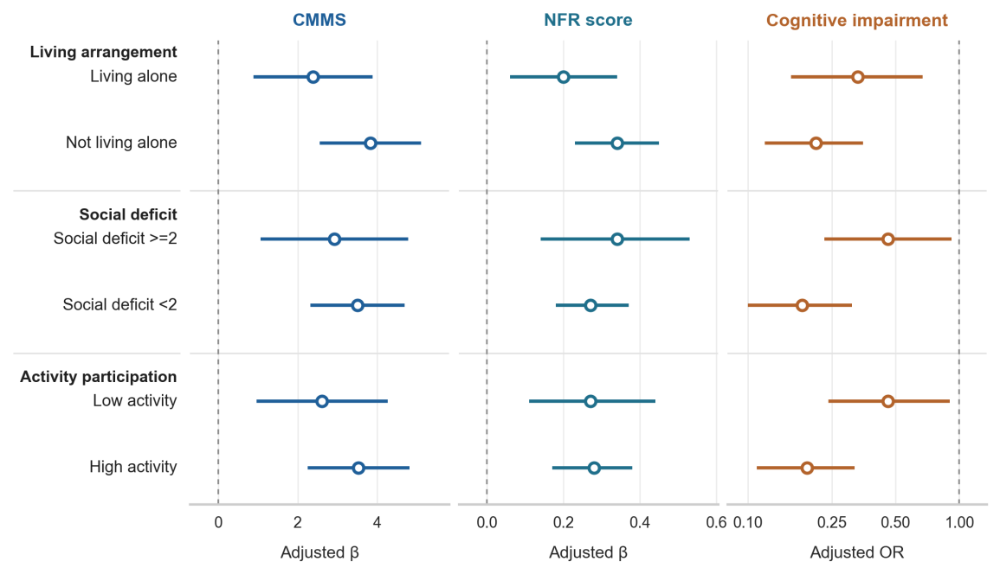 CMMS NFR score Cognitive impairment
Living arrangement
Living alone
Not living alone
Social deficit
Social deficit >=2
Social deficit <2
Activity participation
Low activity
High activity
0 2 4 0.0 0.2 0.4 0.6 0.10 0.25 0.50 1.00
Adjusted β Adjusted β Adjusted OR